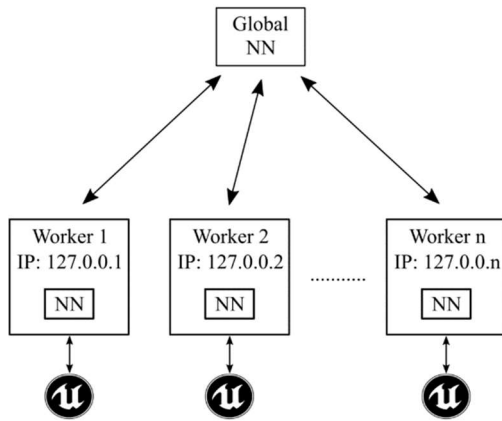 Global
NN
Worker 1
IP: 127.0.0.1
NN
Worker 2
IP: 127.0.0.2
NN
............
Worker n
IP: 127.0.0.n
NN